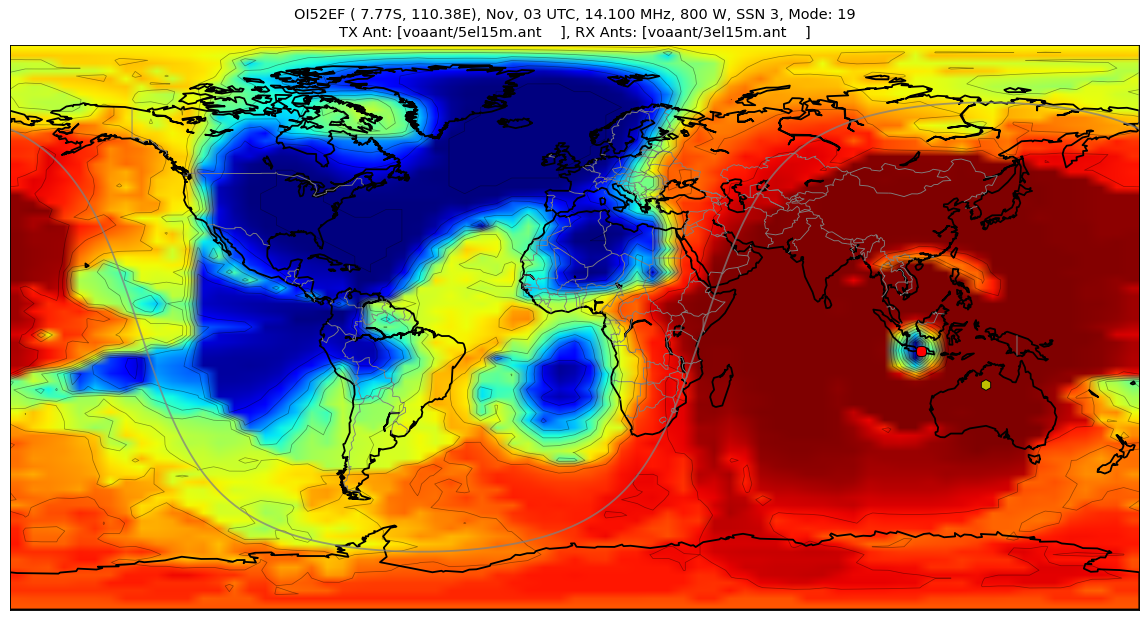 OI52EF ( 7.77S, 110.38E), Nov, 03 UTC, 14.100 MHz, 800 W, SSN 3, Mode: 19
TX Ant: [voaant/5el15m.ant    ], RX Ants: [voaant/3el15m.ant    ]